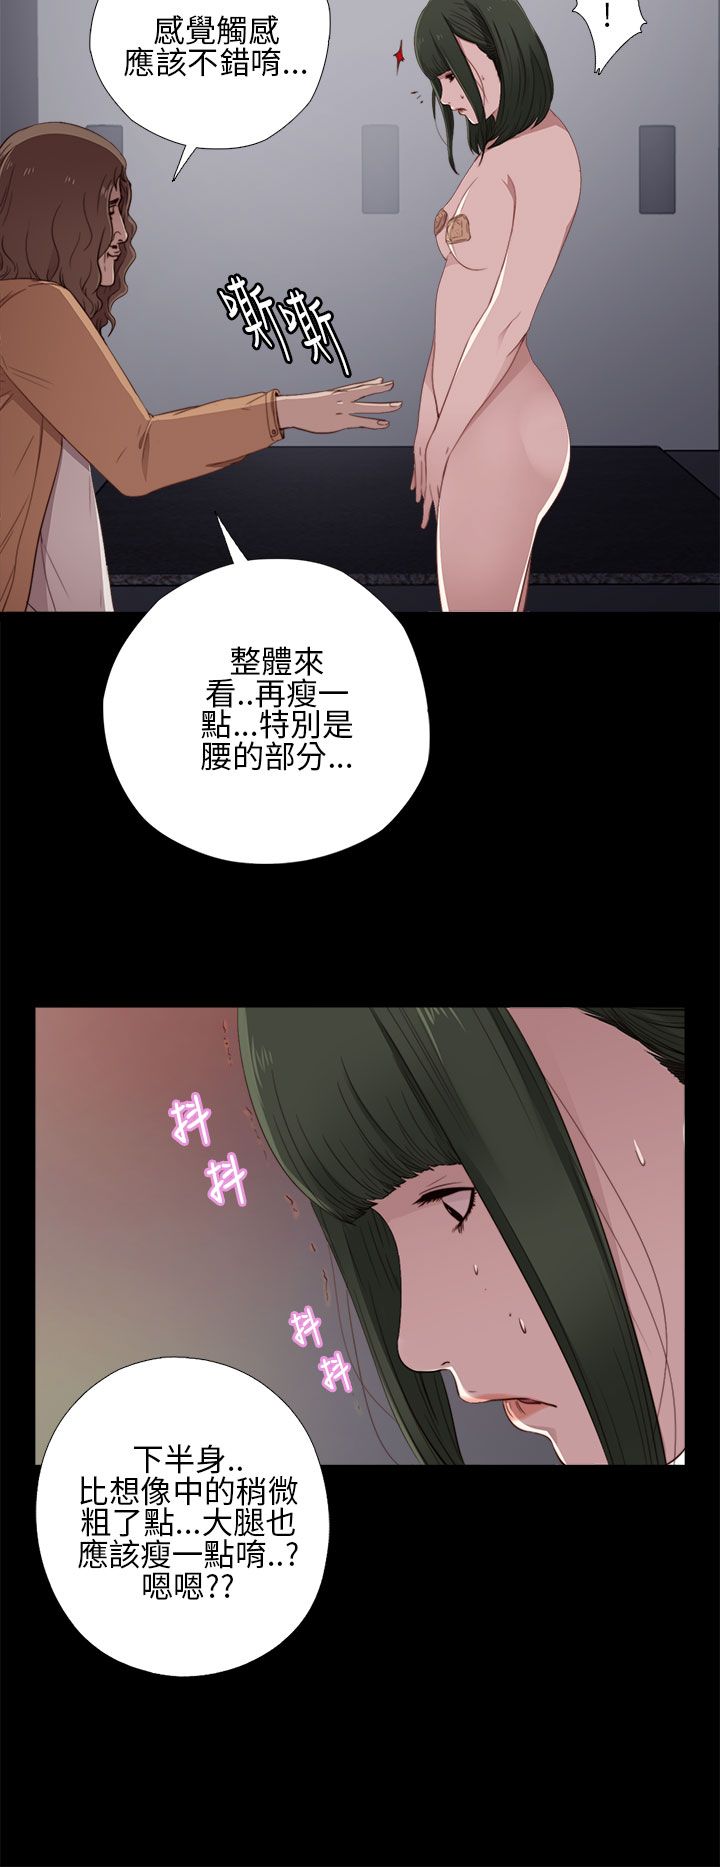 ！
感覺觸感
應該不錯唷...
嘶嘶
整體來
看..再瘦一
點...特別是
腰的部分...
抖
抖
抖
抖
下半身..
比想像中的稍微
粗了點...大腿也
應該瘦一點唷..?
嗯嗯??